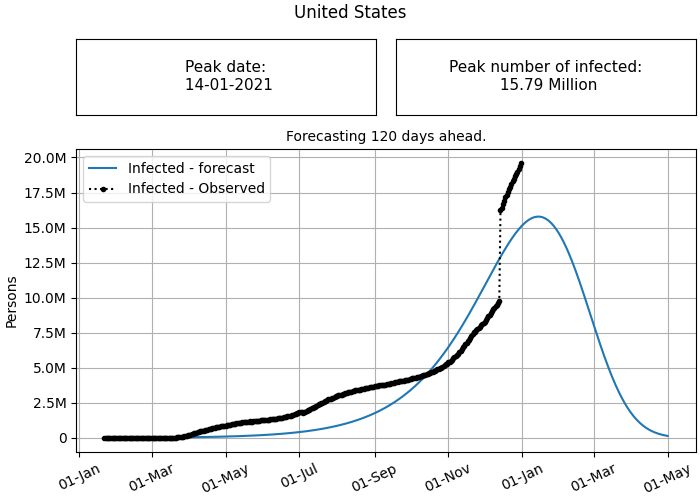 United States
Peak date:
14-01-2021
Peak number of infected:
15.79 Million
Forecasting 120 days ahead.
Infected - forecast
Infected - Observed
20.0M
17.5M
15.0M
12.5M
10.0M
7.5M
5.0M
2.5M
0
Persons
01-Jan
01-Mar
01-May
01-Jul
01-Sep
01-Nov
01-Jan
01-Mar
01-May